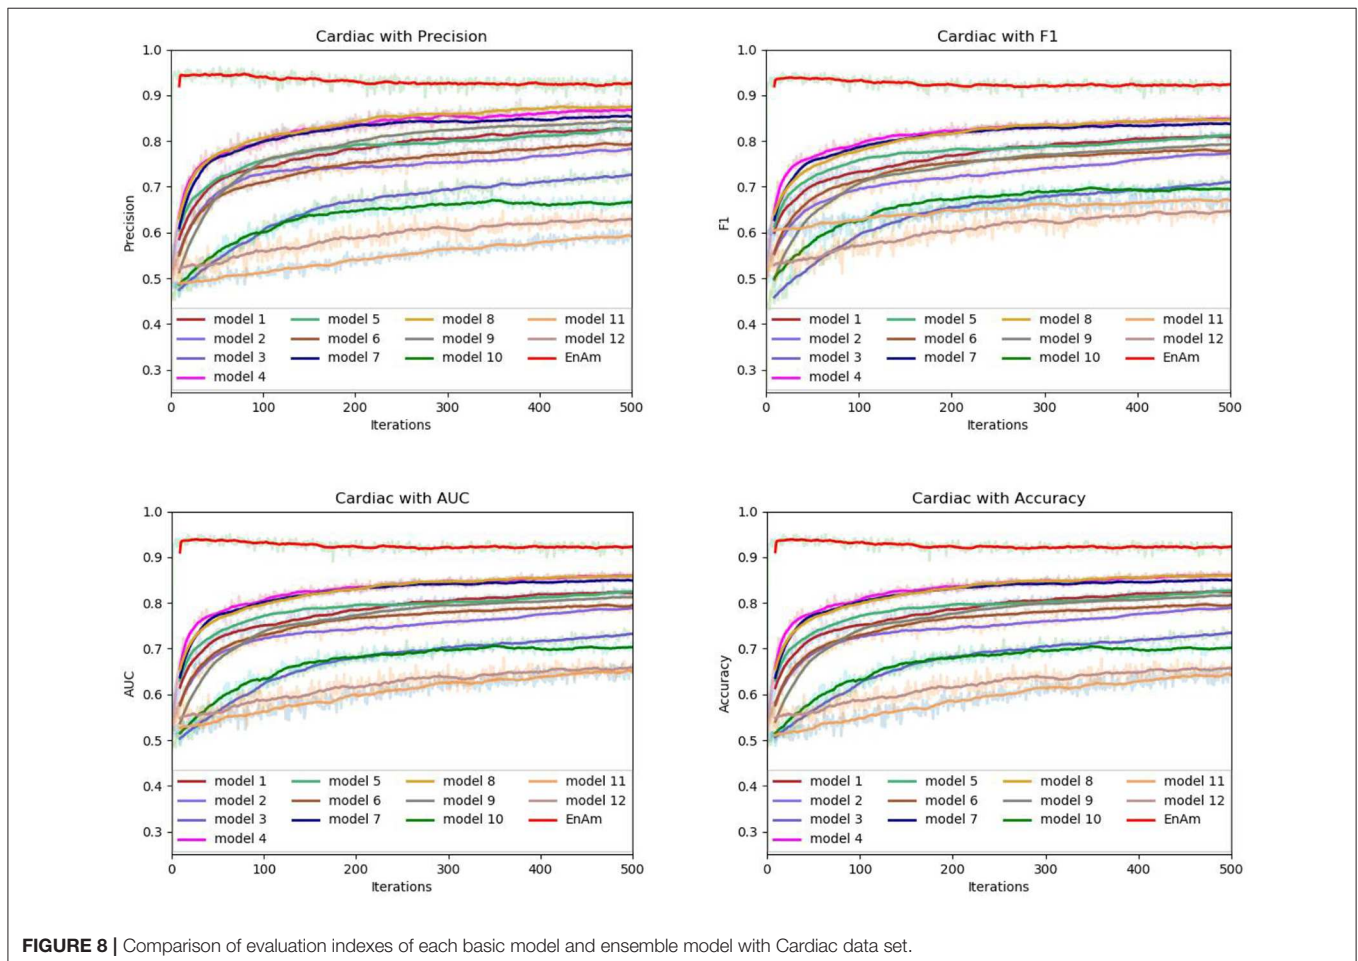 Cardiac with Precision
1.0
0.9
0.8
0.7
0.6
0.5
0.4
0.3
Precision
model 1 model 5 model 8 model 11
model 2 model 6 model 9 model 12
model 3 model 7 model 10 EnAm
model 4
0 100 200 300 400 500
Iterations
Cardiac with F1
1.0
0.9
0.8
0.7
0.6
0.5
0.4
0.3
F1
model 1 model 5 model 8 model 11
model 2 model 6 model 9 model 12
model 3 model 7 model 10 EnAm
model 4
0 100 200 300 400 500
Iterations
Cardiac with AUC
1.0
0.9
0.8
0.7
0.6
0.5
0.4
0.3
AUC
model 1 model 5 model 8 model 11
model 2 model 6 model 9 model 12
model 3 model 7 model 10 EnAm
model 4
0 100 200 300 400 500
Iterations
Cardiac with Accuracy
1.0
0.9
0.8
0.7
0.6
0.5
0.4
0.3
Accuracy
model 1 model 5 model 8 model 11
model 2 model 6 model 9 model 12
model 3 model 7 model 10 EnAm
model 4
0 100 200 300 400 500
Iterations
FIGURE 8 | Comparison of evaluation indexes of each basic model and ensemble model with Cardiac data set.